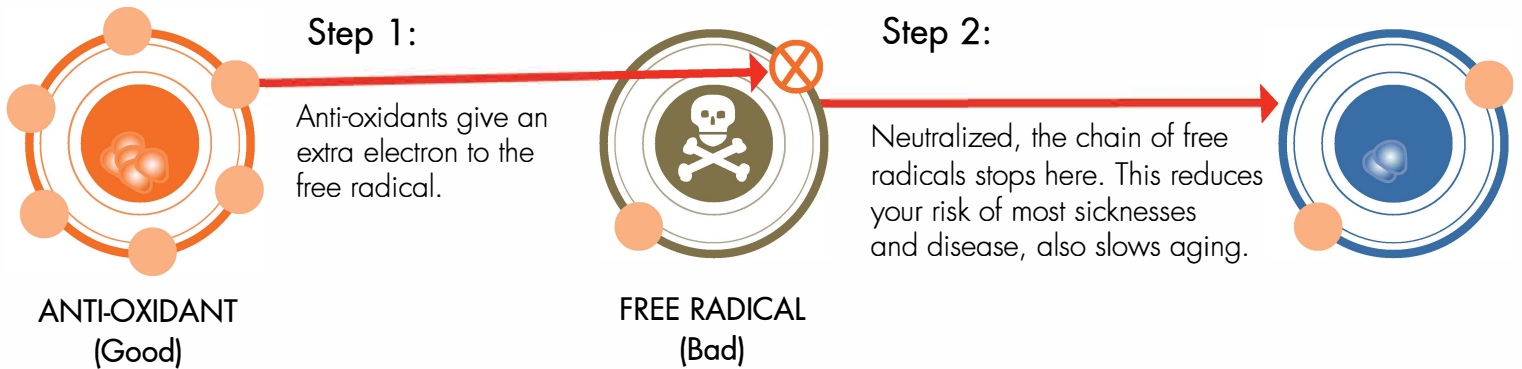 Step 1:
Anti-oxidants give an
extra electron to the
free radical.
Step 2:
Neutralized, the chain of free
radicals stops here. This reduces
your risk of most sicknesses
and disease, also slows aging.
ANTI-OXIDANT
(Good)
FREE RADICAL
(Bad)